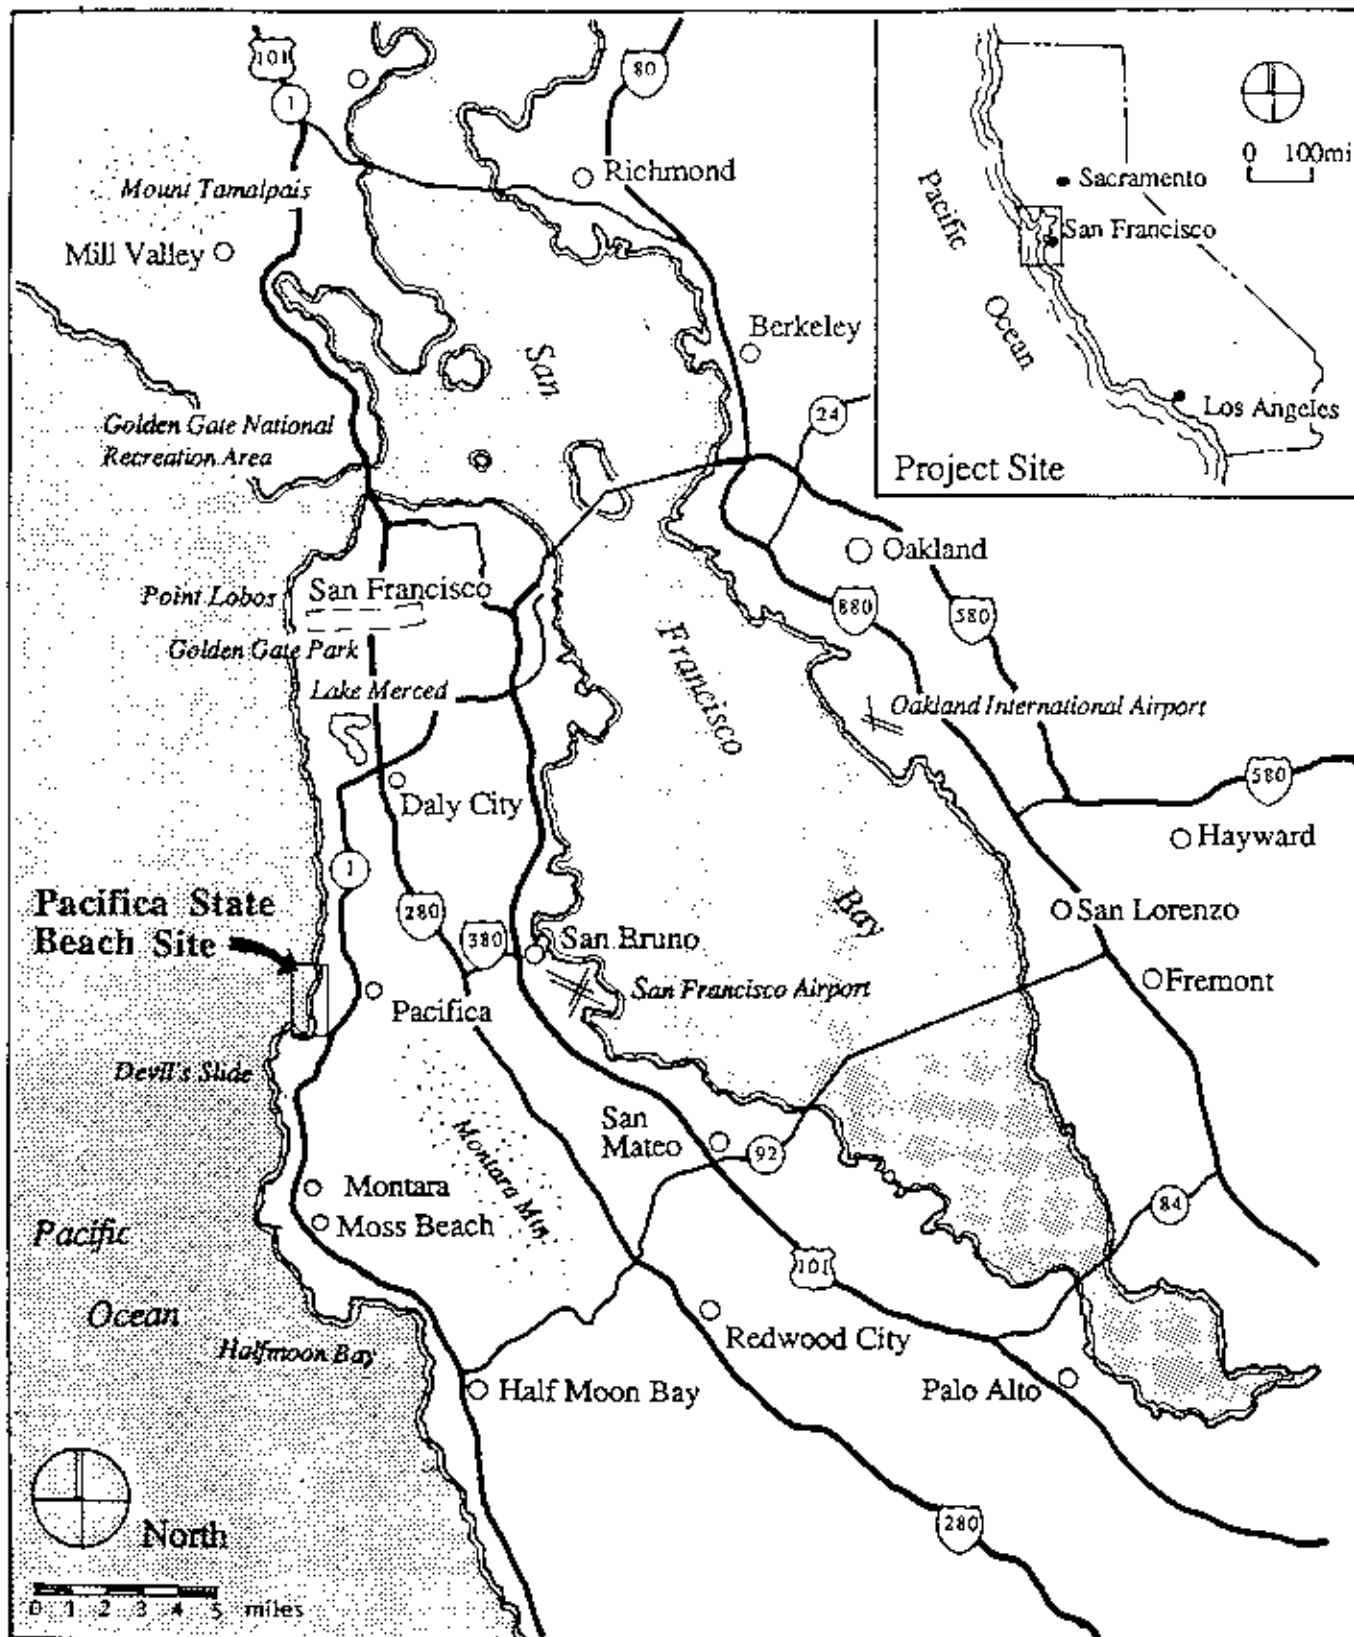 101
1
80
Richmond
Mount Tamalpais
Mill Valley
Berkeley
San
24
Golden Gate National
Recreation Area
0 100mi
Sacramento
San Francisco
Pacific
Ocean
Los Angeles
Project Site
Oakland
Point Lobos
San Francisco
880
580
Golden Gate Park
Francisco
Lake Merced
Oakland International Airport
580
Daly City
Hayward
1
Pacifica State
Beach Site
280
380
San Bruno
Bay
San Lorenzo
Pacifica
San Francisco Airport
Fremont
Devil's Slide
San
Mateo
92
Montara Mtn
Montara
Moss Beach
84
Pacific
Ocean
101
Halfmoon Bay
Redwood City
Half Moon Bay
Palo Alto
North
280
0 1 2 3 4 5 miles